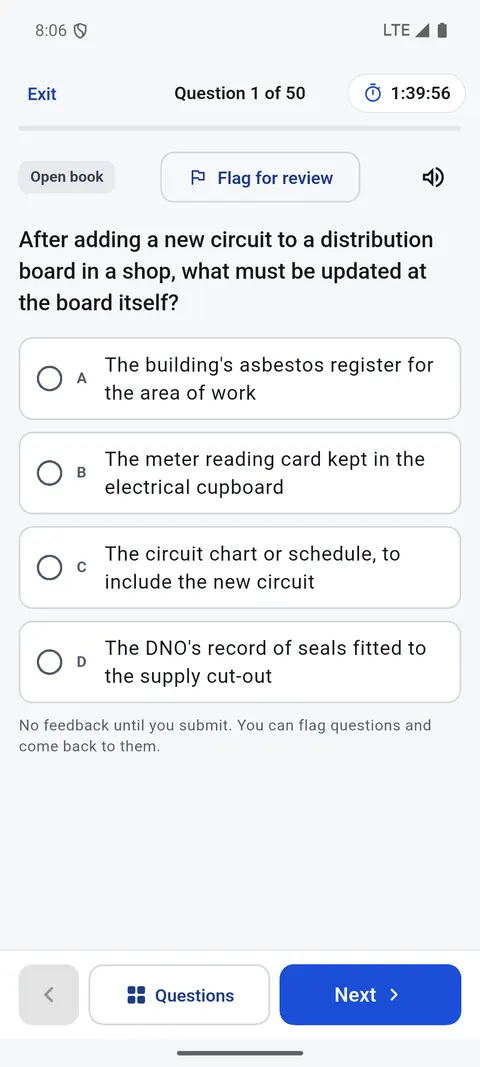 8:06
LTE
Exit
Question 1 of 50
1:39:56
Open book
Flag for review
After adding a new circuit to a distribution
board in a shop, what must be updated at
the board itself?
A
The building's asbestos register for
the area of work
B
The meter reading card kept in the
electrical cupboard
C
The circuit chart or schedule, to
include the new circuit
D
The DNO's record of seals fitted to
the supply cut-out
No feedback until you submit. You can flag questions and
come back to them.
Questions
Next